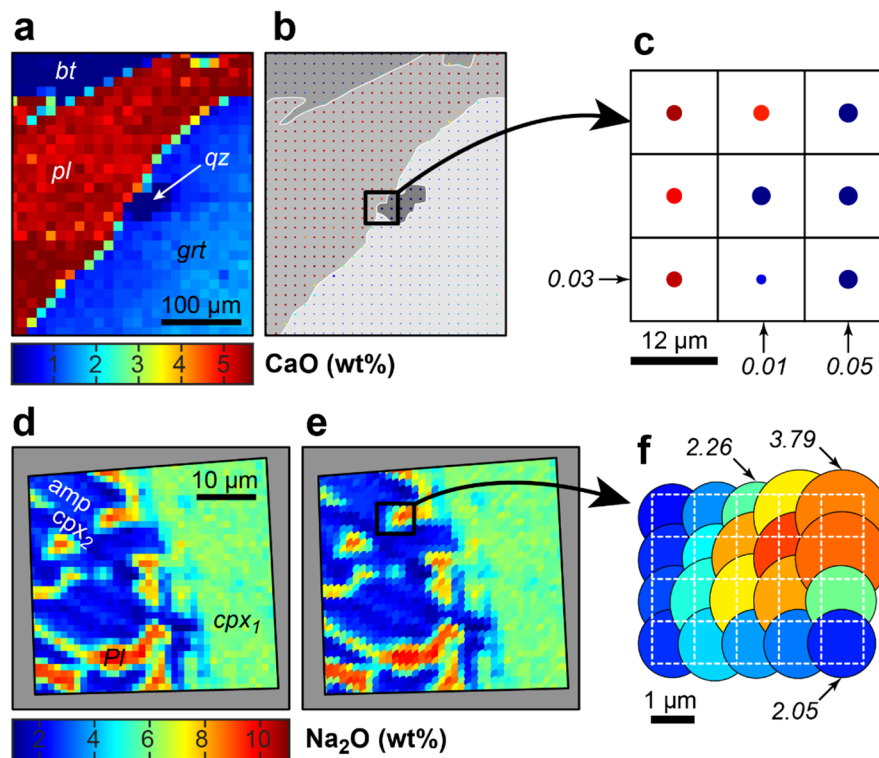 a
bt
pl
qz
grt
100 µm
1 2 3 4 5
CaO (wt%)
b
c
0.03
12 µm
0.01
0.05
d
amp
cpx2
10 µm
cpx1
Pl
2 4 6 8 10
Na2O (wt%)
e
f
2.26
3.79
1 µm
2.05